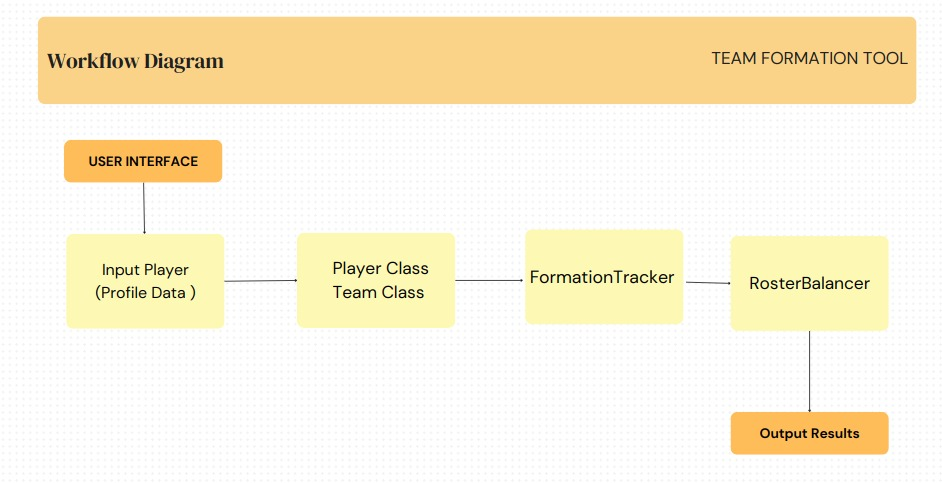 Workflow Diagram
TEAM FORMATION TOOL
USER INTERFACE
Input Player
(Profile Data )
Player Class
Team Class
FormationTracker
RosterBalancer
Output Results